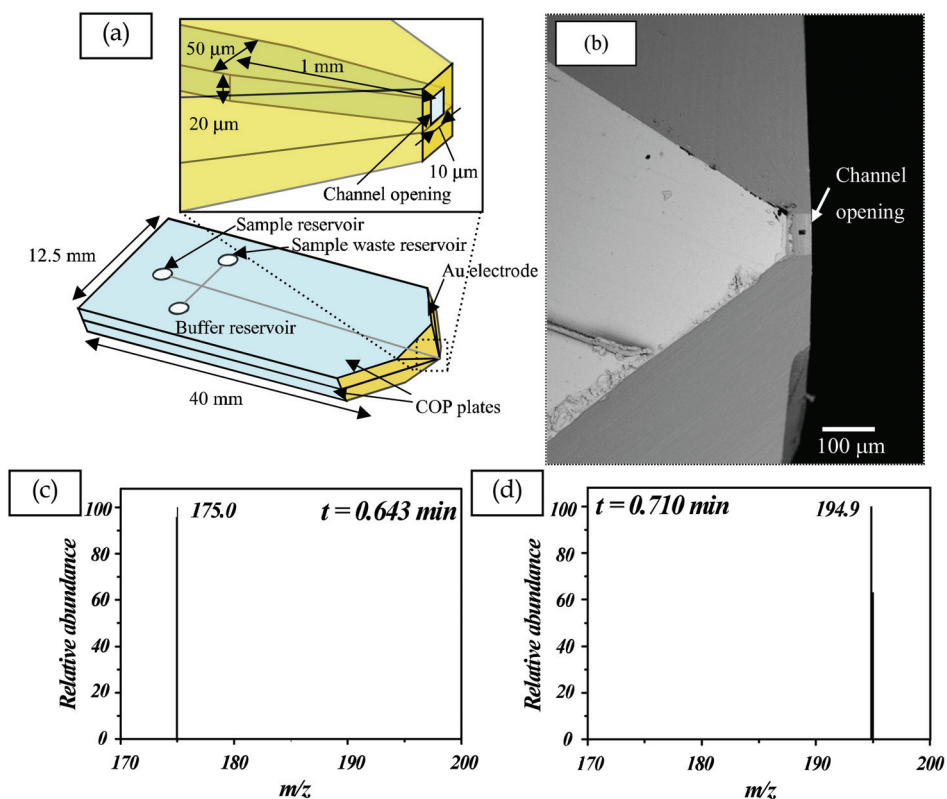 (a)
50 μm
1 mm
20 μm
10 μm
Channel opening
Sample reservoir
Sample waste reservoir
12.5 mm
Au electrode
Buffer reservoir
COP plates
40 mm
(b)
Channel
opening
100 μm
(c)
t = 0.643 min
175.0
100
80
60
40
20
0
Relative abundance
170
180
190
200
m/z
(d)
t = 0.710 min
194.9
100
80
60
40
20
0
Relative abundance
170
180
190
200
m/z